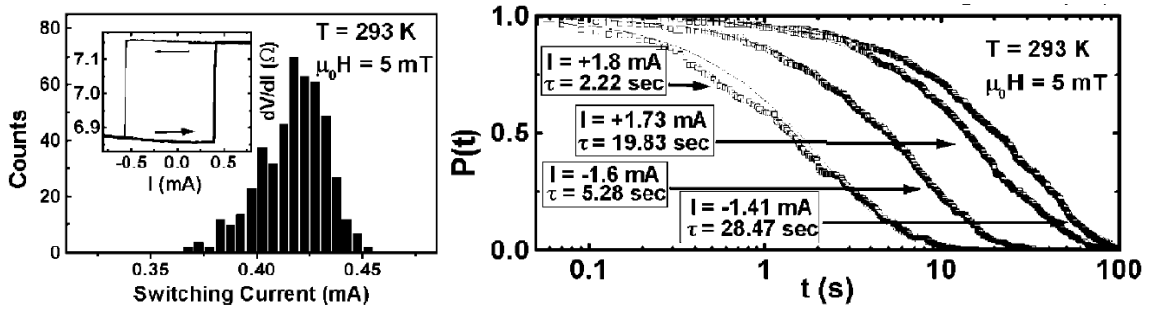 80
60
40
20
0
Counts
T = 293 K
μ₀H = 5 mT
7.1
7.0
6.9
dV/dI (Ω)
-0.5 0.0 0.5
I (mA)
0.35 0.40 0.45
Switching Current (mA)
1.0
0.5
0.0
P(t)
T = 293 K
μ₀H = 5 mT
I = +1.8 mA
τ = 2.22 sec
I = +1.73 mA
τ = 19.83 sec
I = -1.6 mA
τ = 5.28 sec
I = -1.41 mA
τ = 28.47 sec
0.1 1 10 100
t (s)